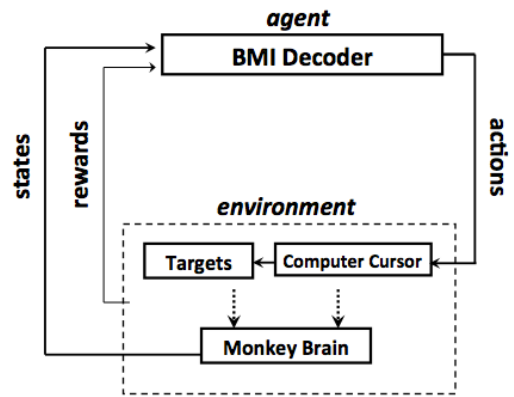 agent
BMI Decoder
states
rewards
actions
environment
Targets
Computer Cursor
Monkey Brain